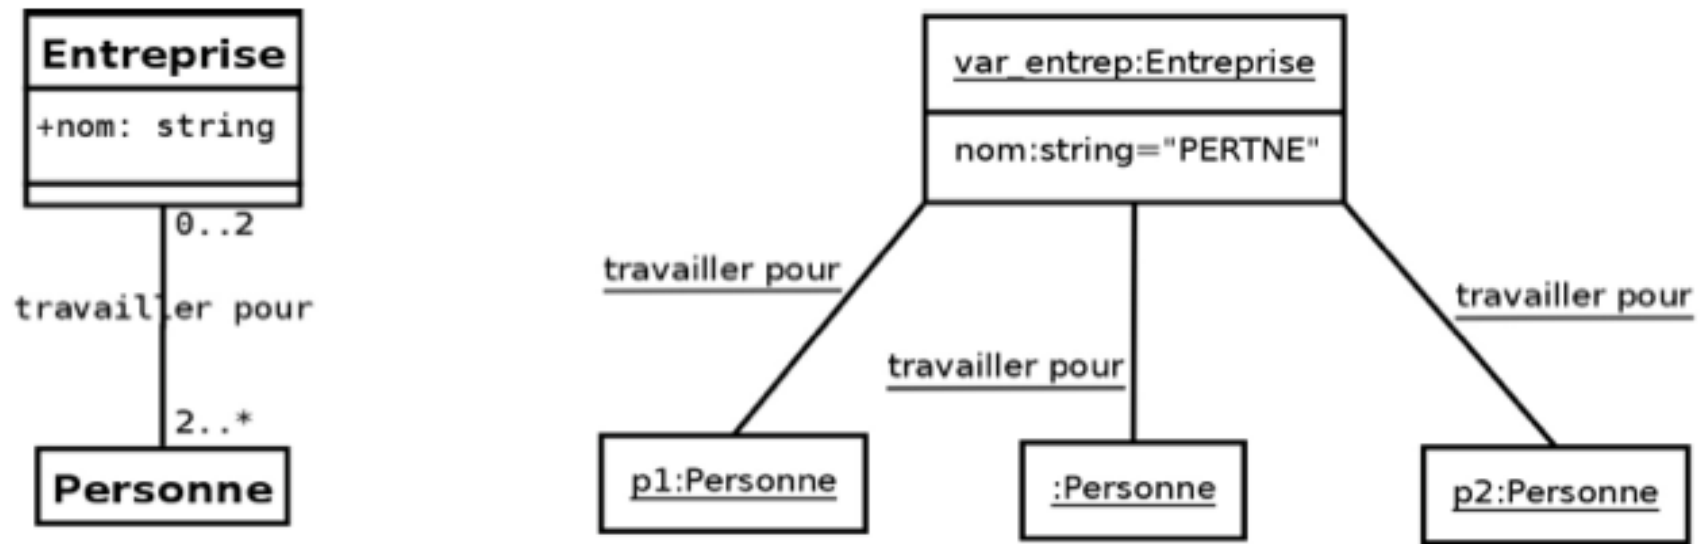 Entreprise
+nom: string
0..2
travailler pour
2..*
Personne
var_entrep:Entreprise
nom:string="PERTNE"
travailler pour
travailler pour
travailler pour
p1:Personne
:Personne
p2:Personne